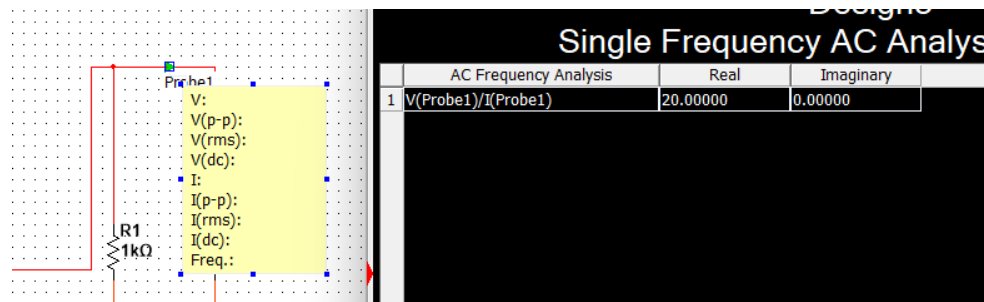 Probe1
V:
V(p-p):
V(rms):
V(dc):
I:
I(p-p):
I(rms):
I(dc):
Freq.:
R1
1kΩ
Single Frequency AC Analys
AC Frequency Analysis Real Imaginary
1 V(Probe1)/I(Probe1) 20.00000 0.00000